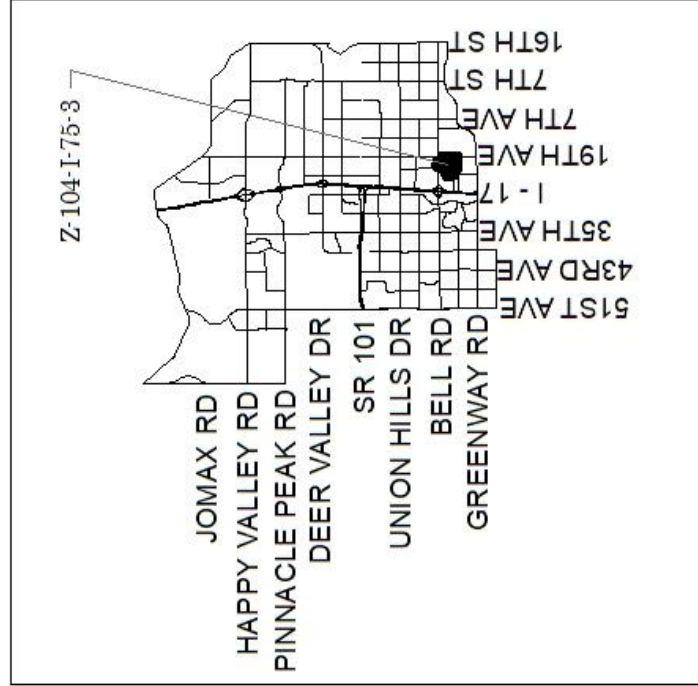 Z-104-I-75-3
16TH ST
7TH ST
7TH AVE
19TH AVE
I - 17
35TH AVE
43RD AVE
51ST AVE
JOMAX RD
HAPPY VALLEY RD
PINNACLE PEAK RD
DEER VALLEY DR
SR 101
UNION HILLS DR
BELL RD
GREENWAY RD